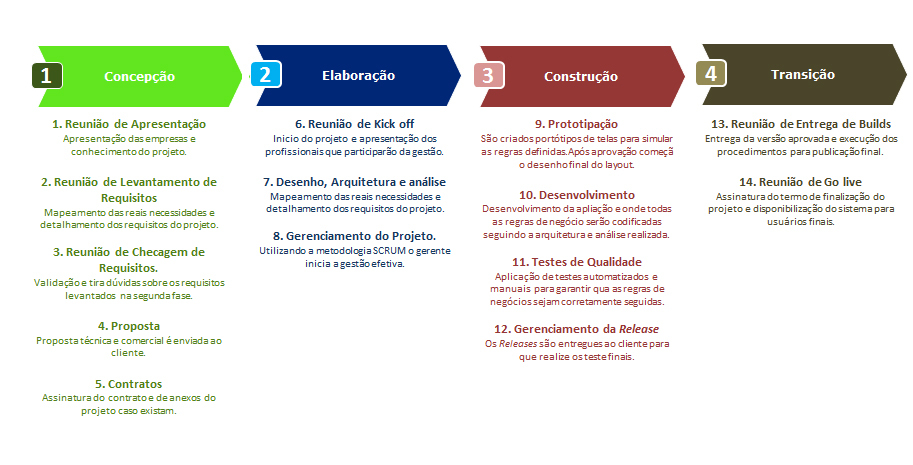 1
Concepção
1. Reunião de Apresentação
Apresentação das empresas e
conhecimento do projeto.
2. Reunião de Levantamento de
Requisitos
Mapeamento das reais necessidades e
detalhamento dos requisitos do projeto.
3. Reunião de Checagem de
Requisitos.
Validação e tira dúvidas sobre os requisitos
levantados na segunda fase.
4. Proposta
Proposta técnica e comercial é enviada ao
cliente.
5. Contratos
Assinatura do contrato e de anexos do
projeto caso existam.
2
Elaboração
6. Reunião de Kick off
Inicio do projeto e apresentação dos
profissionais que participarão da gestão.
7. Desenho, Arquitetura e análise
Mapeamento das reais necessidades e
detalhamento dos requisitos do projeto.
8. Gerenciamento do Projeto.
Utilizando a metodologia SCRUM o gerente
inicia a gestão efetiva.
3
Construção
9. Prototipação
São criados portótipos de telas para simular
as regras definidas.Após aprovação começã
o desenho final do layout.
10. Desenvolvimento
Desenvolvimento da apliação e onde todas
as regras de negócio serão codificadas
seguindo a arquitetura e análise realizada.
11. Testes de Qualidade
Aplicação de testes automatizados e
manuais para garantir qua as regras de
negócios sejam corretamente seguidas.
12. Gerenciamento da Release
Os Releases são entregues ao cliente para
que realize os teste finais.
4
Transição
13. Reunião de Entrega de Builds
Entrega da versão aprovada e execução dos
procedimentos para publicação final.
14. Reunião de Go live
Assinatura do termo de finalização do
projeto e disponibilização do sistema para
usuários finais.